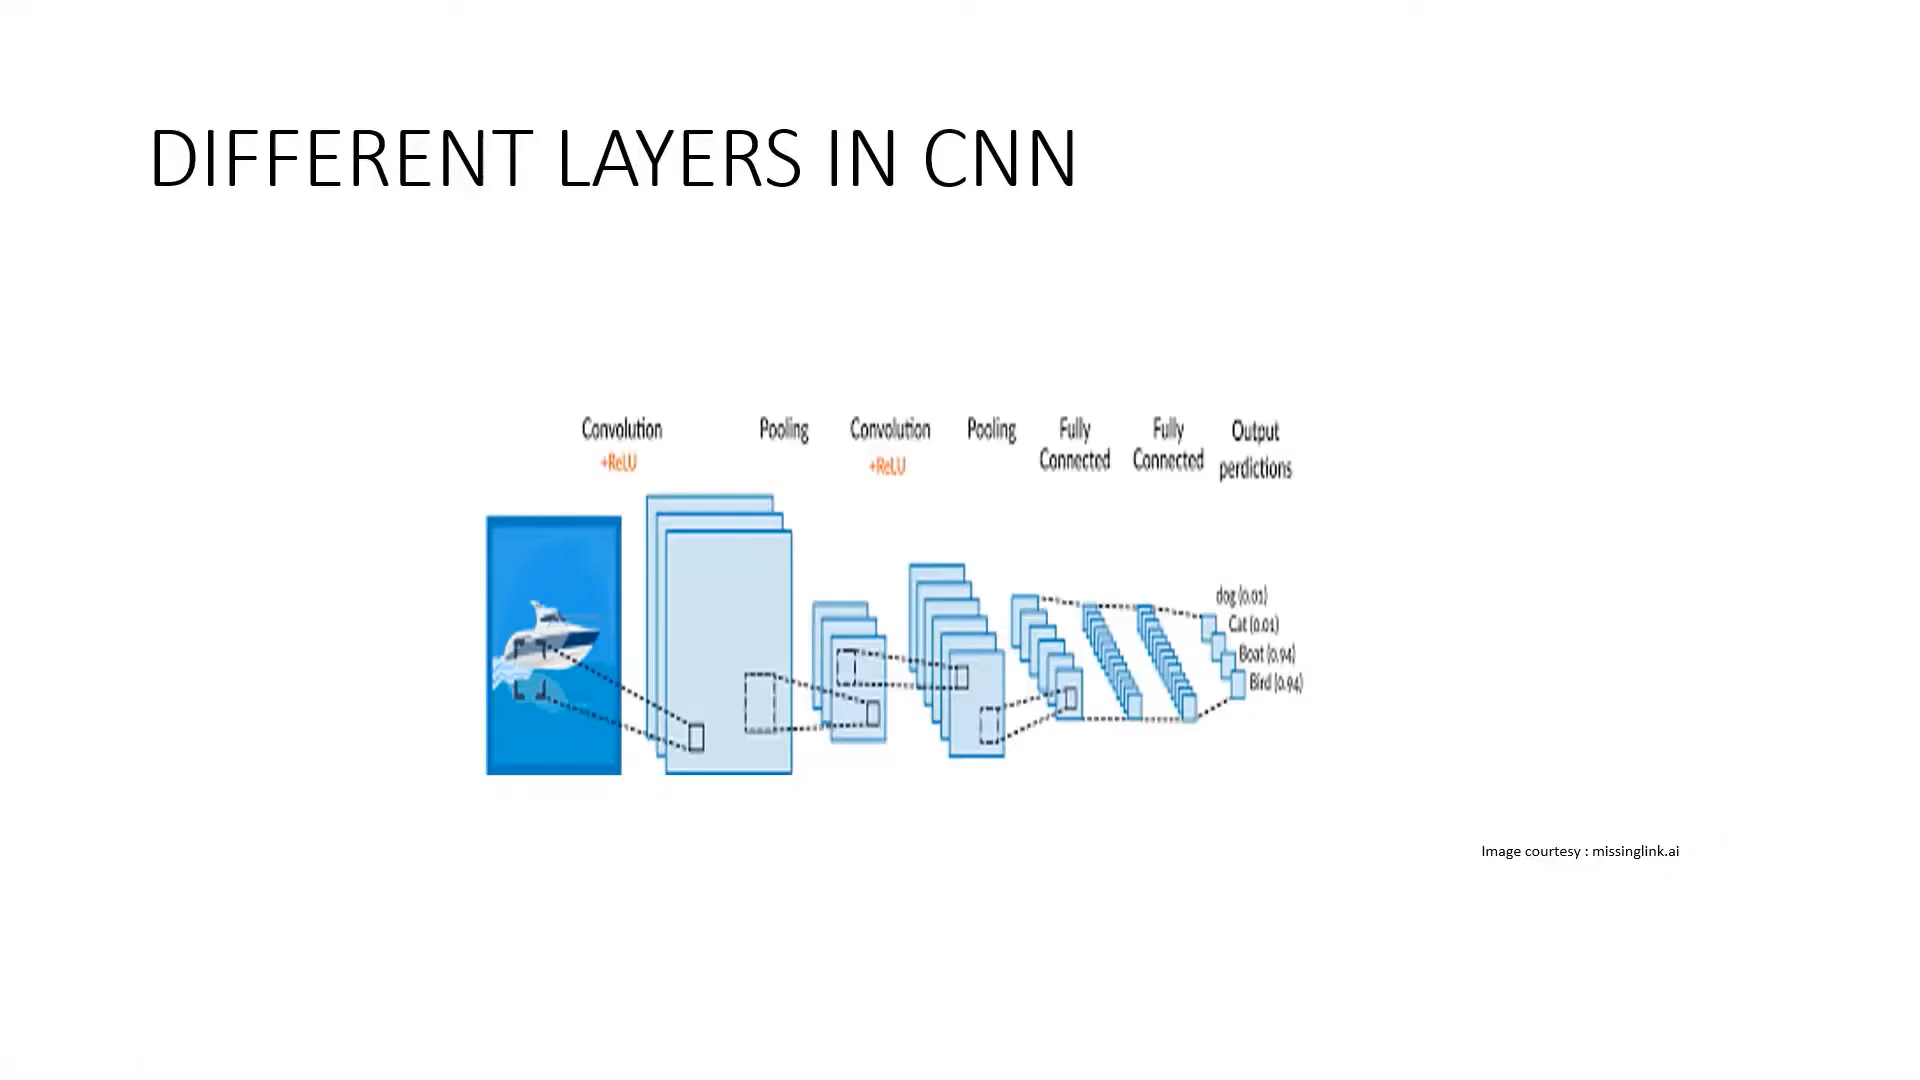 DIFFERENT LAYERS IN CNN
Convolution
+ReLU
Pooling
Convolution
+ReLU
Pooling
Fully
Connected
Fully
Connected
Output
perdictions
dog (0.01)
Cat (0.01)
Boat (0.94)
Bird (0.94)
Image courtesy : missinglink.ai